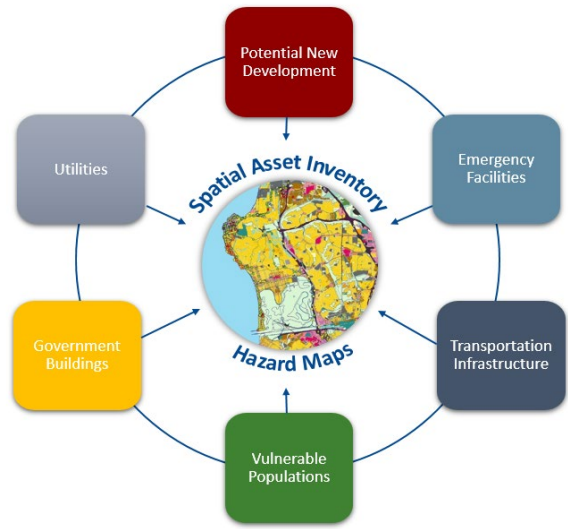 Potential New
Development
Utilities
Emergency
Facilities
Spatial Asset Inventory
Hazard Maps
Government
Buildings
Transportation
Infrastructure
Vulnerable
Populations